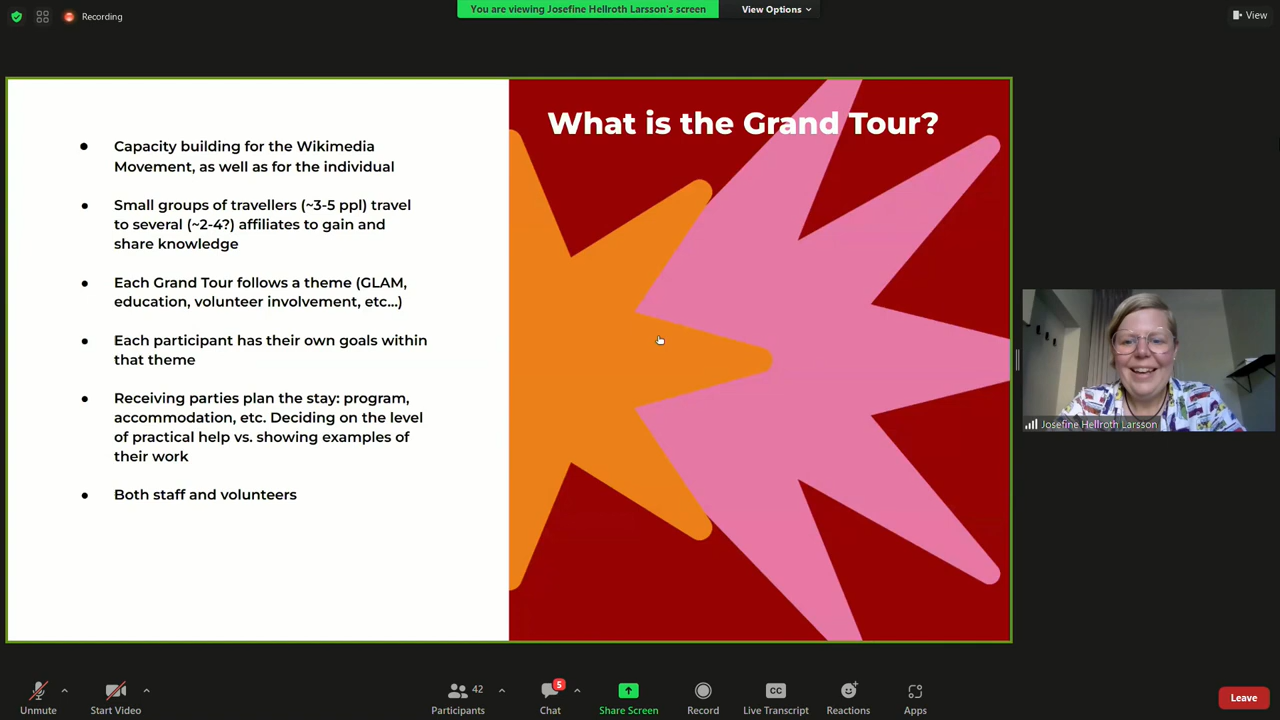 Recording
You are viewing Josefine Hellroth Larsson's screen
View Options
View
What is the Grand Tour?
● Capacity building for the Wikimedia
Movement, as well as for the individual
● Small groups of travellers (~3-5 ppl) travel
to several (~2-4?) affiliates to gain and
share knowledge
● Each Grand Tour follows a theme (GLAM,
education, volunteer involvement, etc...)
● Each participant has their own goals within
that theme
● Receiving parties plan the stay: program,
accommodation, etc. Deciding on the level
of practical help vs. showing examples of
their work
● Both staff and volunteers
Josefine Hellroth Larsson
Unmute
Start Video
42
Participants
5
Chat
Share Screen
Record
CC
Live Transcript
Reactions
Apps
Leave